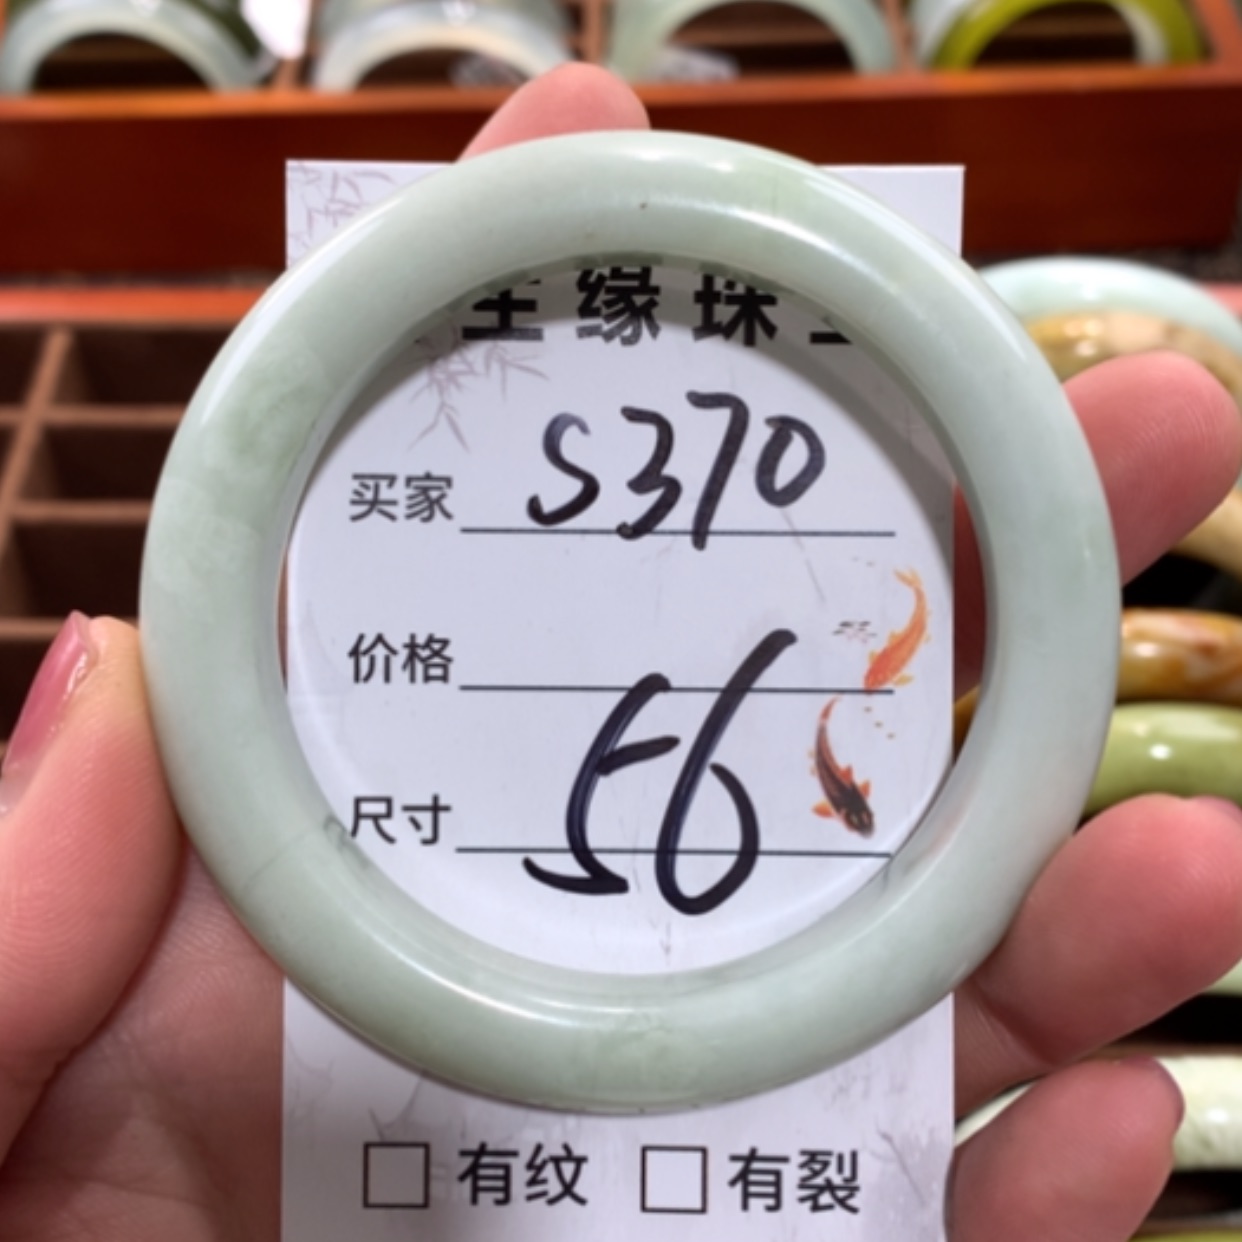 缘珠
买家 S370
价格
尺寸 56
□ 有纹 □ 有裂